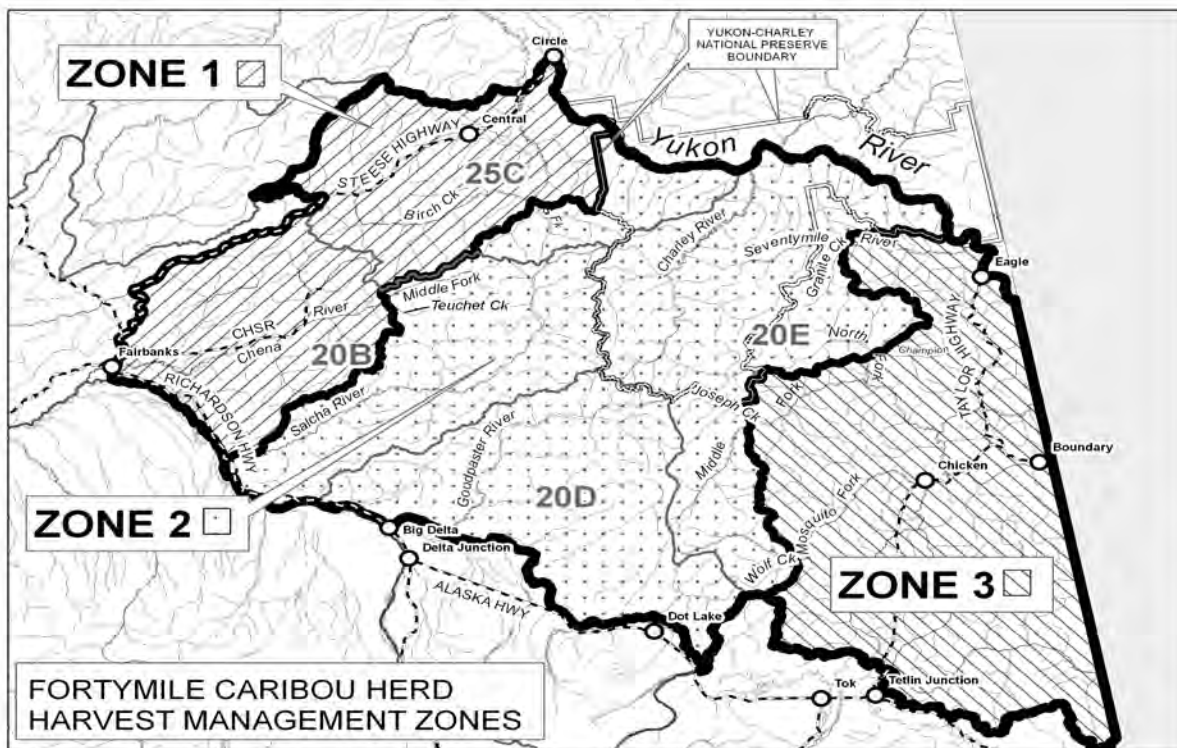 YUKON-CHARLEY
NATIONAL PRESERVE
BOUNDARY
Circle
ZONE 1
Central
STEESE HIGHWAY
25C
Birch Ck
Yukon
River
Charley River
Seventymile
River
Granite Ck
Eagle
Middle Fork
Teuchet Ck
CHSR
River
Chena
20B
Fairbanks
RICHARDSON HWY
Salcha River
20E
North
Fork
Champion
TAYLOR HIGHWAY
Joseph Ck
Fork
Middle
Goodpaster River
Boundary
Chicken
Mosquito Fork
20D
ZONE 2
Big Delta
Delta Junction
ALASKA HWY
Wolf Ck
ZONE 3
Dot Lake
Tok
Tetlin Junction
FORTYMILE CARIBOU HERD
HARVEST MANAGEMENT ZONES